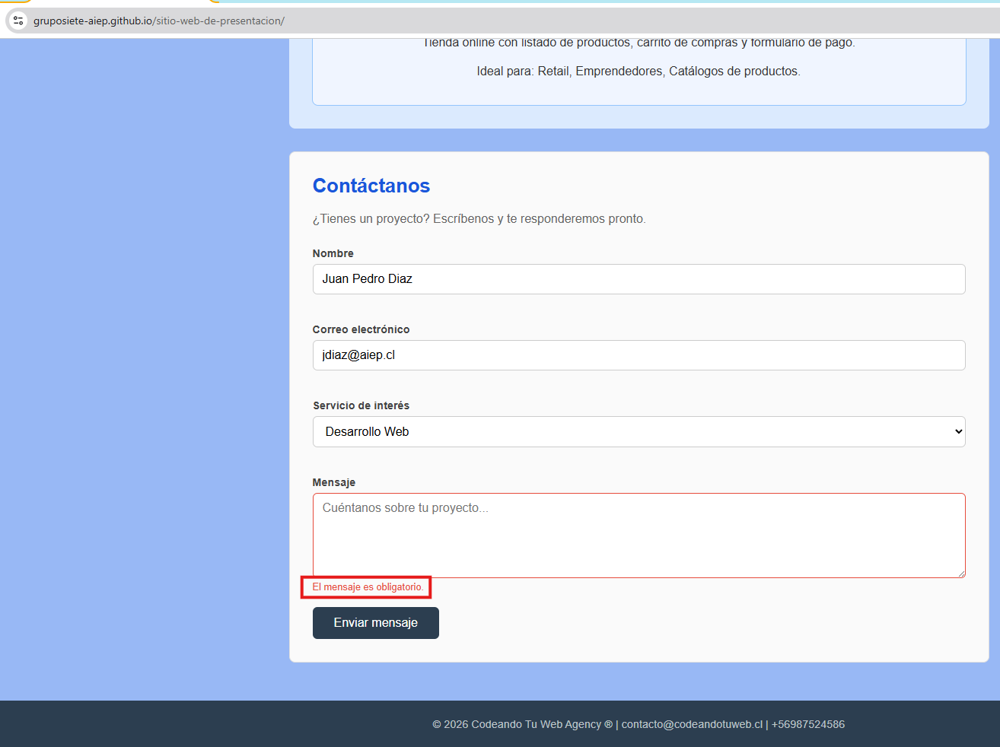 gruposiete-aiep.github.io/sitio-web-de-presentacion/
Tienda online con listado de productos, carrito de compras y formulario de pago.
Ideal para: Retail, Emprendedores, Catálogos de productos.
Contáctanos
¿Tienes un proyecto? Escríbenos y te responderemos pronto.
Nombre
Juan Pedro Diaz
Correo electrónico
jdiaz@aiep.cl
Servicio de interés
Desarrollo Web
Mensaje
Cuéntanos sobre tu proyecto...
El mensaje es obligatorio.
Enviar mensaje
© 2026 Codeando Tu Web Agency ® | contacto@codeandotuweb.cl | +56987524586